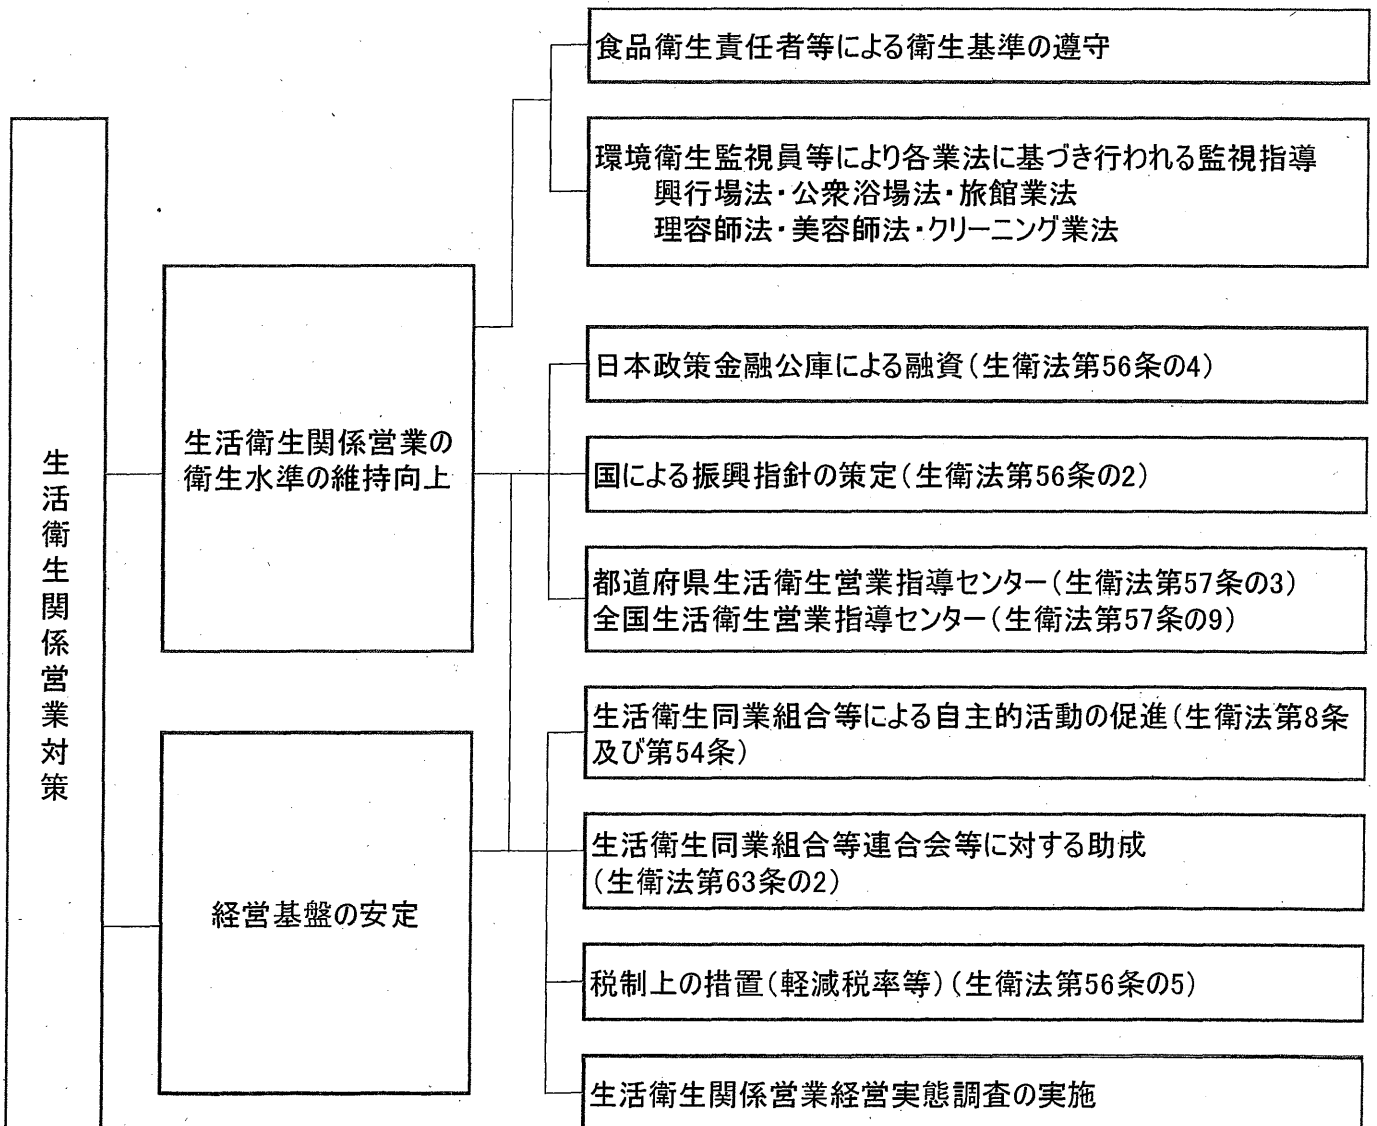 生活衛生関係営業対策
生活衛生関係営業の
衛生水準の維持向上
経営基盤の安定
食品衛生責任者等による衛生基準の遵守
環境衛生監視員等により各業法に基づき行われる監視指導
興行場法・公衆浴場法・旅館業法
理容師法・美容師法・クリーニング業法
日本政策金融公庫による融資(生衛法第56条の4)
国による振興指針の策定(生衛法第56条の2)
都道府県生活衛生営業指導センター(生衛法第57条の3)
全国生活衛生営業指導センター(生衛法第57条の9)
生活衛生同業組合等による自主的活動の促進(生衛法第8条
及び第54条)
生活衛生同業組合等連合会等に対する助成
(生衛法第63条の2)
税制上の措置(軽減税率等)(生衛法第56条の5)
生活衛生関係営業経営実態調査の実施